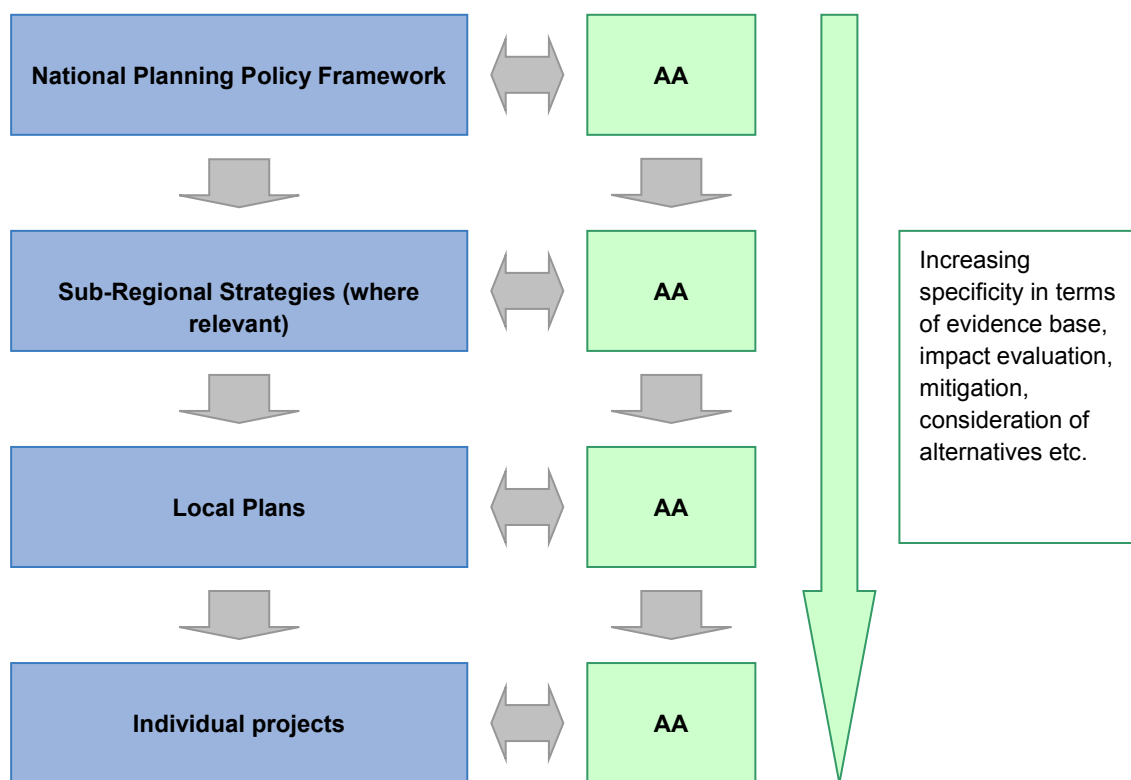 National Planning Policy Framework
AA
Sub-Regional Strategies (where
relevant)
AA
Increasing
specificity in terms
of evidence base,
impact evaluation,
mitigation,
consideration of
alternatives etc.
Local Plans
AA
Individual projects
AA